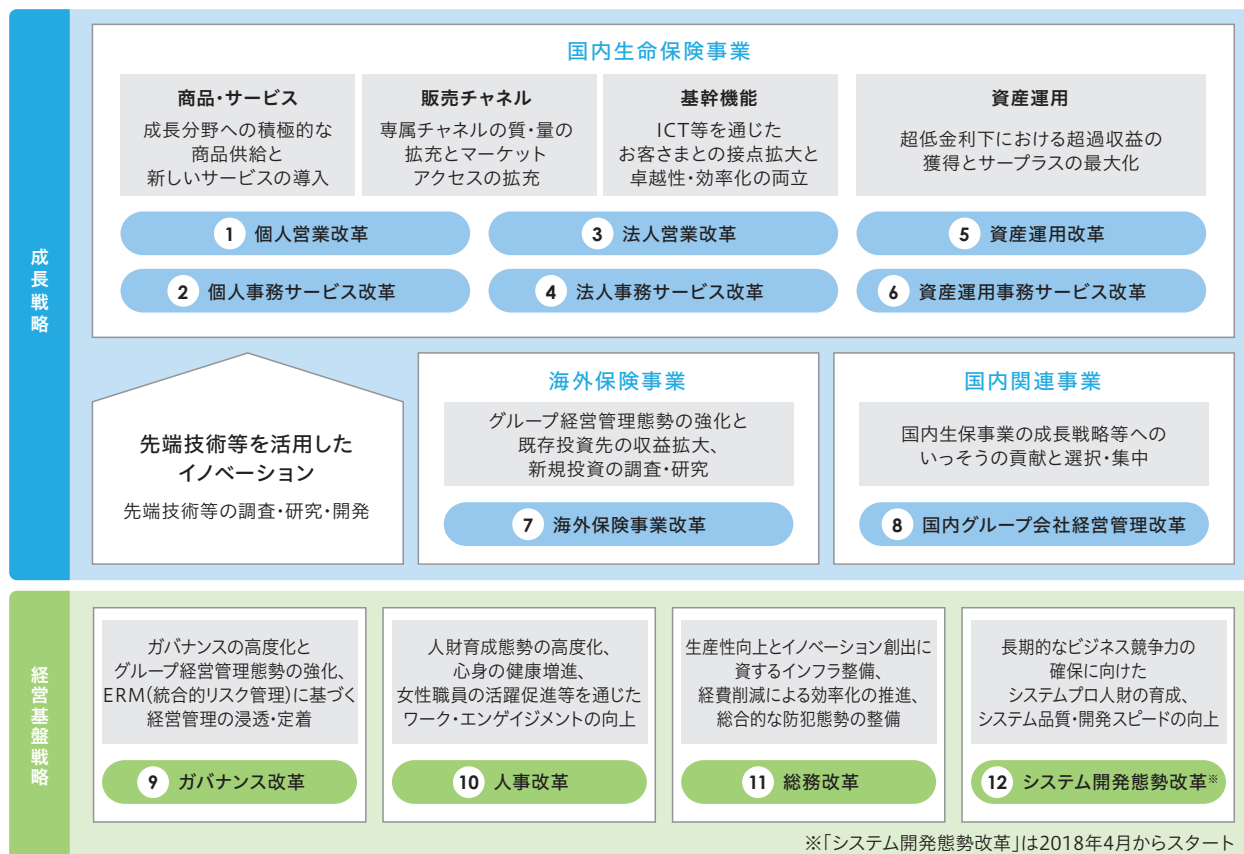 成長戦略
国内生命保険事業
商品・サービス
成長分野への積極的な
商品供給と
新しいサービスの導入
販売チャネル
専属チャネルの質・量の
拡充とマーケット
アクセスの拡充
基幹機能
ICT等を通じた
お客さまとの接点拡大と
卓越性・効率化の両立
資産運用
超低金利下における超過収益の
獲得とサープラスの最大化
1 個人営業改革
3 法人営業改革
5 資産運用改革
2 個人事務サービス改革
4 法人事務サービス改革
6 資産運用事務サービス改革
先端技術等を活用した
イノベーション
先端技術等の調査・研究・開発
海外保険事業
グループ経営管理態勢の強化と
既存投資先の収益拡大、
新規投資の調査・研究
7 海外保険事業改革
国内関連事業
国内生保事業の成長戦略等への
いっそうの貢献と選択・集中
8 国内グループ会社経営管理改革
経営基盤戦略
ガバナンスの高度化と
グループ経営管理態勢の強化、
ERM(統合的リスク管理)に基づく
経営管理の浸透・定着
9 ガバナンス改革
人財育成態勢の高度化、
心身の健康増進、
女性職員の活躍促進等を通じた
ワーク・エンゲイジメントの向上
10 人事改革
生産性向上とイノベーション創出に
資するインフラ整備、
経費削減による効率化の推進、
総合的な防犯態勢の整備
11 総務改革
長期的なビジネス競争力の
確保に向けた
システムプロ人財の育成、
システム品質・開発スピードの向上
12 システム開発態勢改革※
※「システム開発態勢改革」は2018年4月からスタート